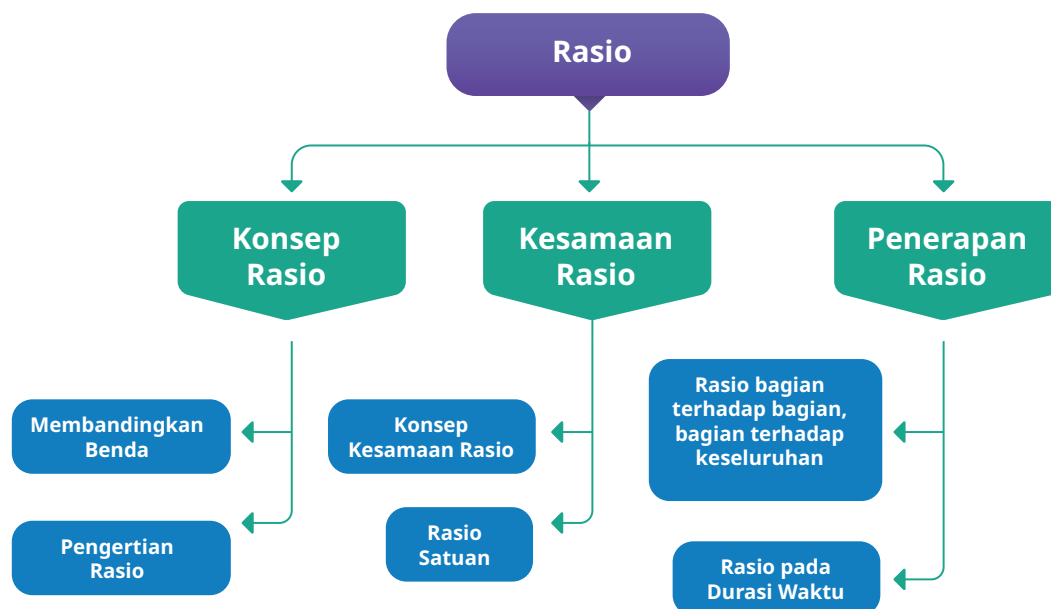 Rasio
Konsep
Rasio
Kesamaan
Rasio
Penerapan
Rasio
Membandingkan
Benda
Pengertian
Rasio
Konsep
Kesamaan Rasio
Rasio
Satuan
Rasio bagian
terhadap bagian,
bagian terhadap
keseluruhan
Rasio pada
Durasi Waktu